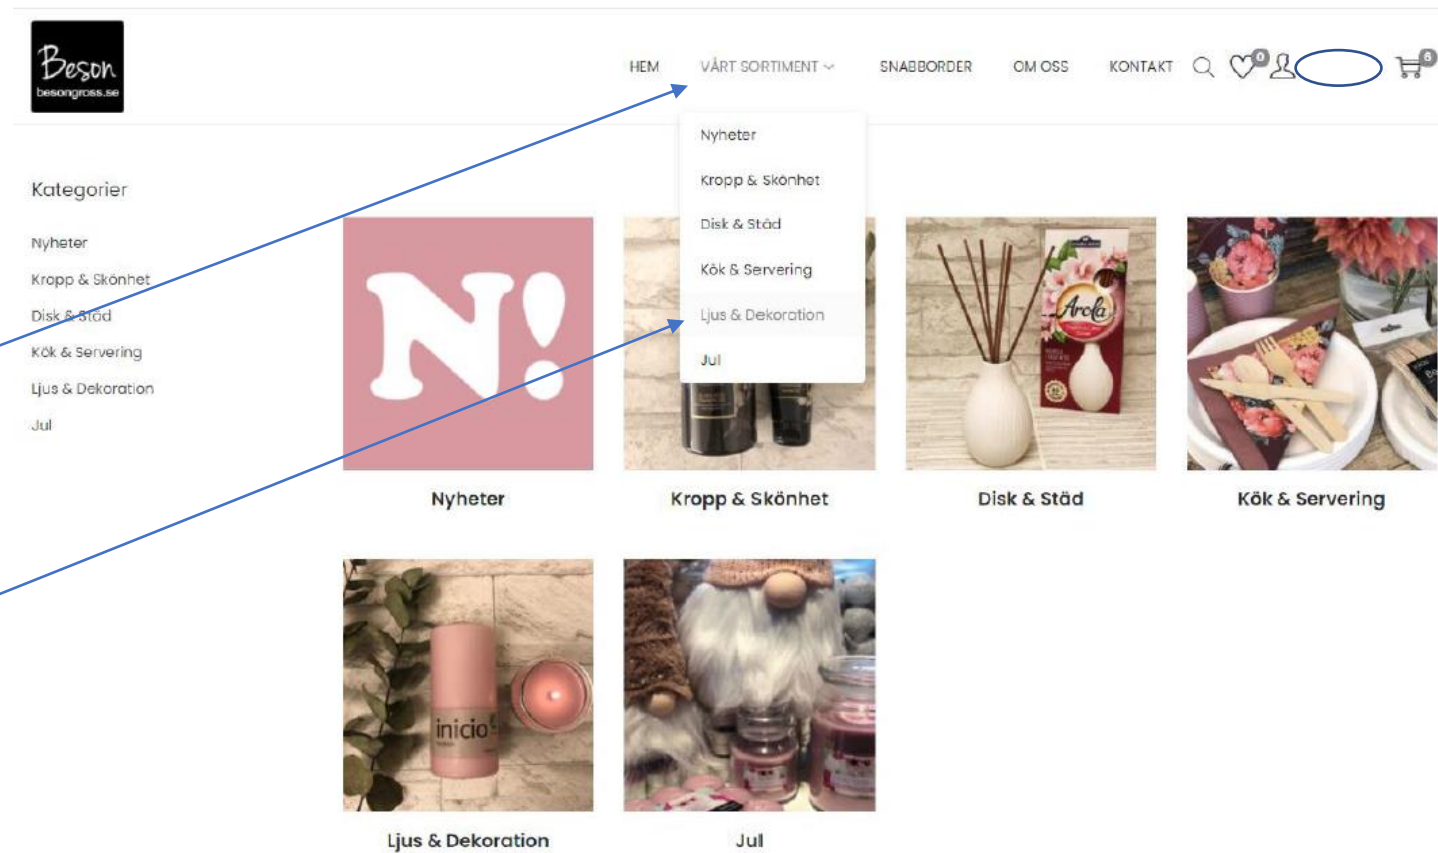 Beson
besongross.se
HEM VÅRT SORTIMENT SNABBORDER OM OSS KONTAKT 0 6
Nyheter
Kropp & Skönhet
Disk & Städ
Kök & Servering
Ljus & Dekoration
Jul
Kategorier
Nyheter
Kropp & Skönhet
Disk & Städ
Kök & Servering
Ljus & Dekoration
Jul
N!
Arola
Nyheter Kropp & Skönhet Disk & Städ Kök & Servering
inicio
Ljus & Dekoration Jul